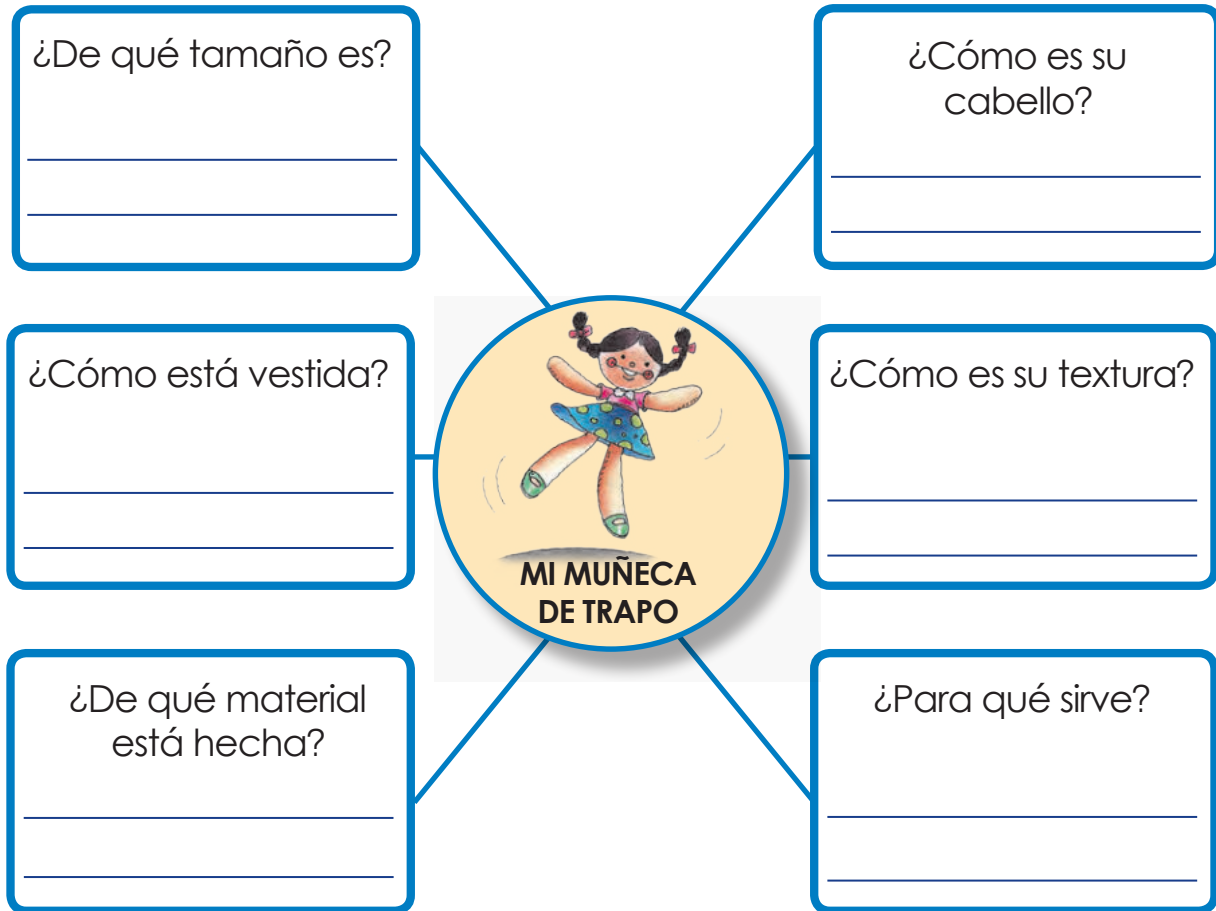 ¿De qué tamaño es?
¿Cómo es su
cabello?
¿Cómo está vestida?
¿Cómo es su textura?
MI MUÑECA
DE TRAPO
¿De qué material
está hecha?
¿Para qué sirve?